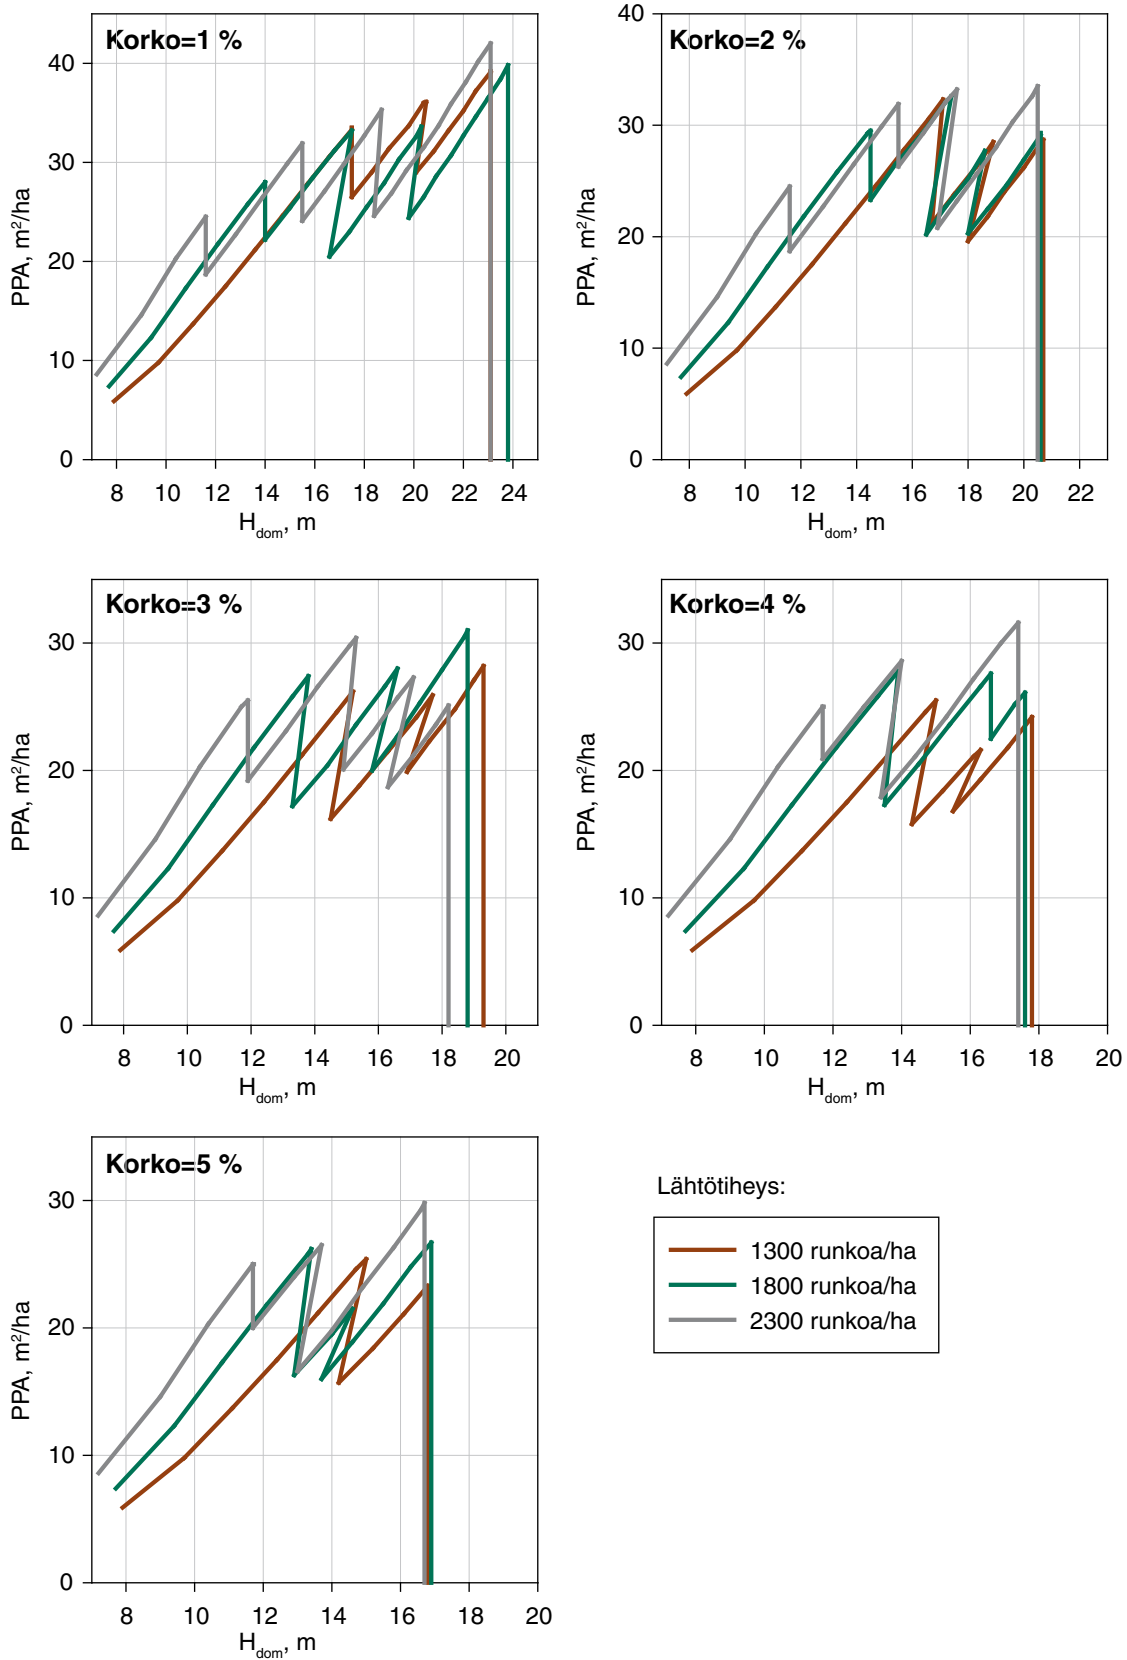 Korko=1 %
40
30
20
10
0
PPA, m²/ha
8 10 12 14 16 18 20 22 24
Hdom, m
Korko=2 %
40
30
20
10
0
PPA, m²/ha
8 10 12 14 16 18 20 22
Hdom, m
Korko=3 %
30
20
10
0
PPA, m²/ha
8 10 12 14 16 18 20
Hdom, m
Korko=4 %
30
20
10
0
PPA, m²/ha
8 10 12 14 16 18 20
Hdom, m
Korko=5 %
30
20
10
0
PPA, m²/ha
8 10 12 14 16 18 20
Hdom, m
Lähtötiheys:
1300 runkoa/ha
1800 runkoa/ha
2300 runkoa/ha